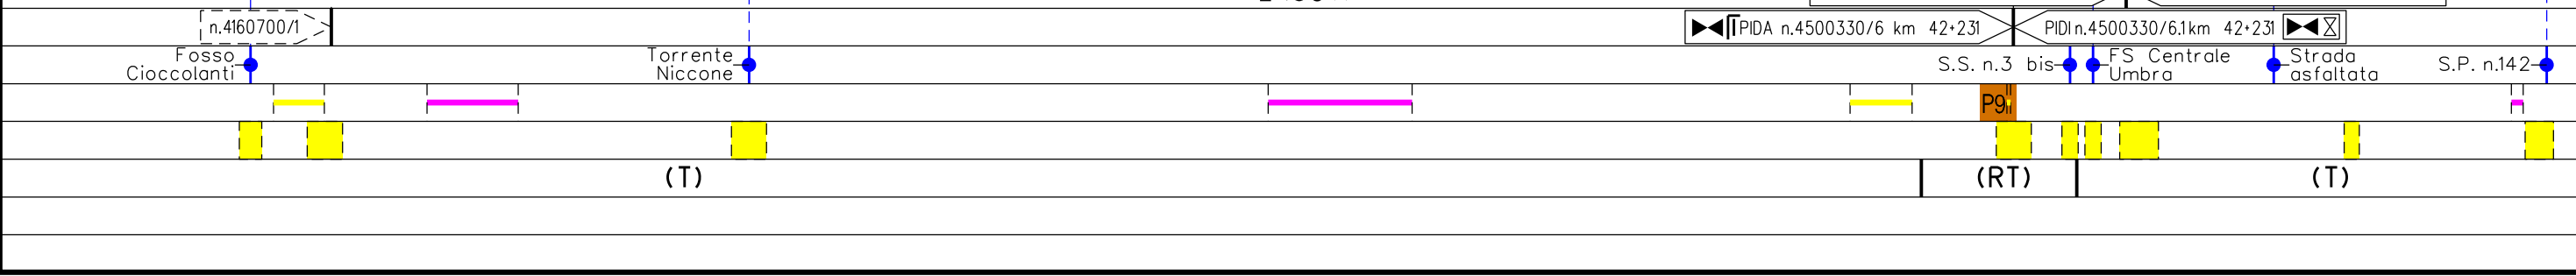 n.4160700/1
PIDA n.4500330/6 km 42+231
PIDI n.4500330/6.1 km 42+231
Fosso
Cioccolanti
Torrente
Niccone
S.S. n.3 bis
FS Centrale
Umbra
Strada
asfaltata
S.P. n.142
P9
(T)
(RT)
(T)